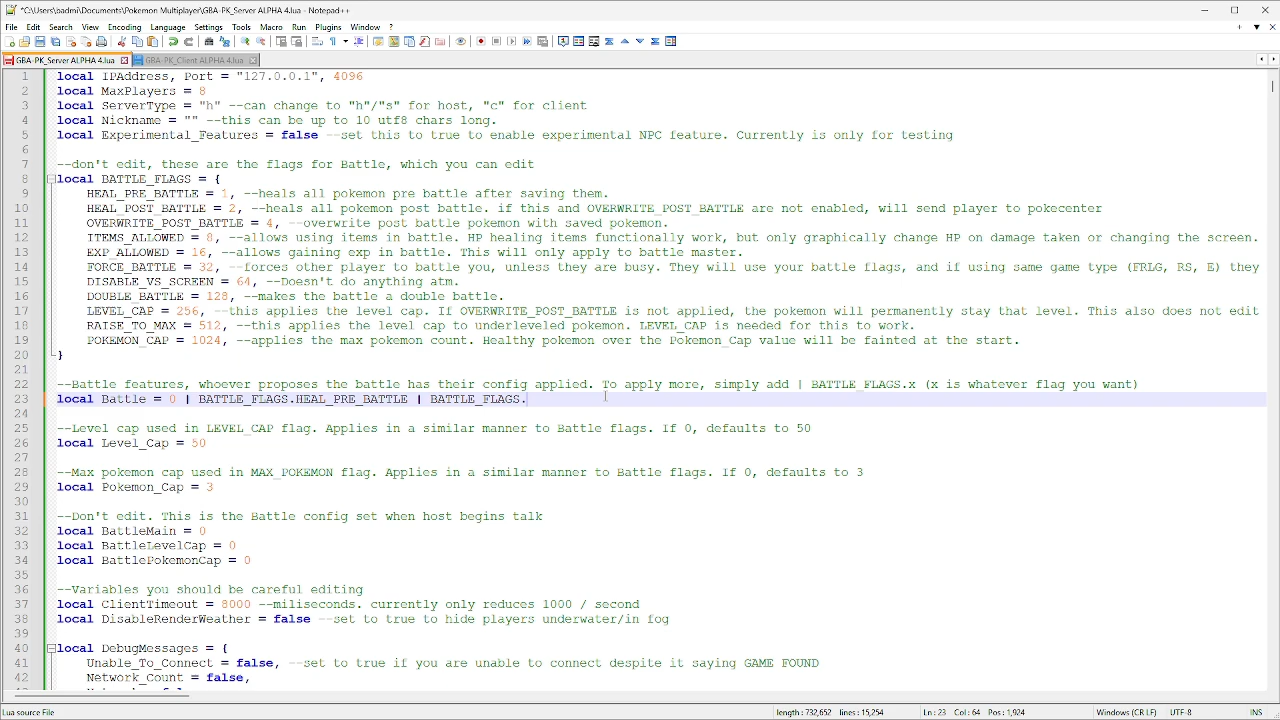 *C:\Users\badmi\Documents\Pokemon Multiplayer\GBA-PK_Server ALPHA 4.lua - Notepad++
File Edit Search View Encoding Language Settings Tools Macro Run Plugins Window ?
GBA-PK_Server ALPHA 4.lua GBA-PK_Client ALPHA 4.lua
1 local IPAddress, Port = "127.0.0.1", 4096
2 local MaxPlayers = 8
3 local ServerType = "h" --can change to "h"/"s" for host, "c" for client
4 local Nickname = "" --this can be up to 10 utf8 chars long.
5 local Experimental_Features = false --set this to true to enable experimental NPC feature. Currently is only for testing
6
7 --don't edit, these are the flags for Battle, which you can edit
8 local BATTLE_FLAGS = {
9 HEAL_PRE_BATTLE = 1, --heals all pokemon pre battle after saving them.
10 HEAL_POST_BATTLE = 2, --heals all pokemon post battle. if this and OVERWRITE_POST_BATTLE are not enabled, will send player to pokecenter
11 OVERWRITE_POST_BATTLE = 4, --overwrite post battle pokemon with saved pokemon.
12 ITEMS_ALLOWED = 8, --allows using items in battle. HP healing items functionally work, but only graphically change HP on damage taken or changing the screen.
13 EXP_ALLOWED = 16, --allows gaining exp in battle. This will only apply to battle master.
14 FORCE_BATTLE = 32, --forces other player to battle you, unless they are busy. They will use your battle flags, and if using same game type (FRLG, RS, E) they
15 DISABLE_VS_SCREEN = 64, --Doesn't do anything atm.
16 DOUBLE_BATTLE = 128, --makes the battle a double battle.
17 LEVEL_CAP = 256, --this applies the level cap. If OVERWRITE_POST_BATTLE is not applied, the pokemon will permanently stay that level. This also does not edit
18 RAISE_TO_MAX = 512, --this applies the level cap to underleveled pokemon. LEVEL_CAP is needed for this to work.
19 POKEMON_CAP = 1024, --applies the max pokemon count. Healthy pokemon over the Pokemon_Cap value will be fainted at the start.
20 }
21
22 --Battle features, whoever proposes the battle has their config applied. To apply more, simply add | BATTLE_FLAGS.x (x is whatever flag you want)
23 local Battle = 0 | BATTLE_FLAGS.HEAL_PRE_BATTLE | BATTLE_FLAGS.
24
25 --Level cap used in LEVEL_CAP flag. Applies in a similar manner to Battle flags. If 0, defaults to 50
26 local Level_Cap = 50
27
28 --Max pokemon cap used in MAX_POKEMON flag. Applies in a similar manner to Battle flags. If 0, defaults to 3
29 local Pokemon_Cap = 3
30
31 --Don't edit. This is the Battle config set when host begins talk
32 local BattleMain = 0
33 local BattleLevelCap = 0
34 local BattlePokemonCap = 0
35
36 --Variables you should be careful editing
37 local ClientTimeout = 8000 --miliseconds. currently only reduces 1000 / second
38 local DisableRenderWeather = false --set to true to hide players underwater/in fog
39
40 local DebugMessages = {
41 Unable_To_Connect = false, --set to true if you are unable to connect despite it saying GAME FOUND
42 Network_Count = false,
Lua source File length : 732,652 lines : 15,254 Ln : 23 Col : 64 Pos : 1,924 Windows (CR LF) UTF-8 INS